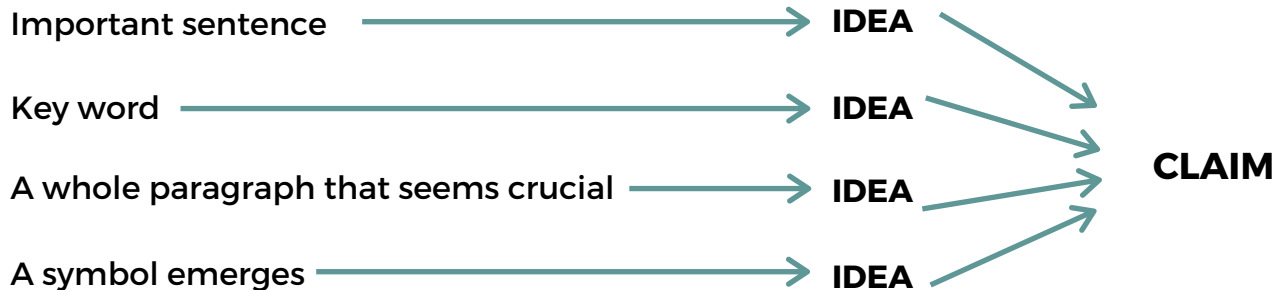 Important sentence IDEA
Key word IDEA
CLAIM
A whole paragraph that seems crucial IDEA
A symbol emerges IDEA